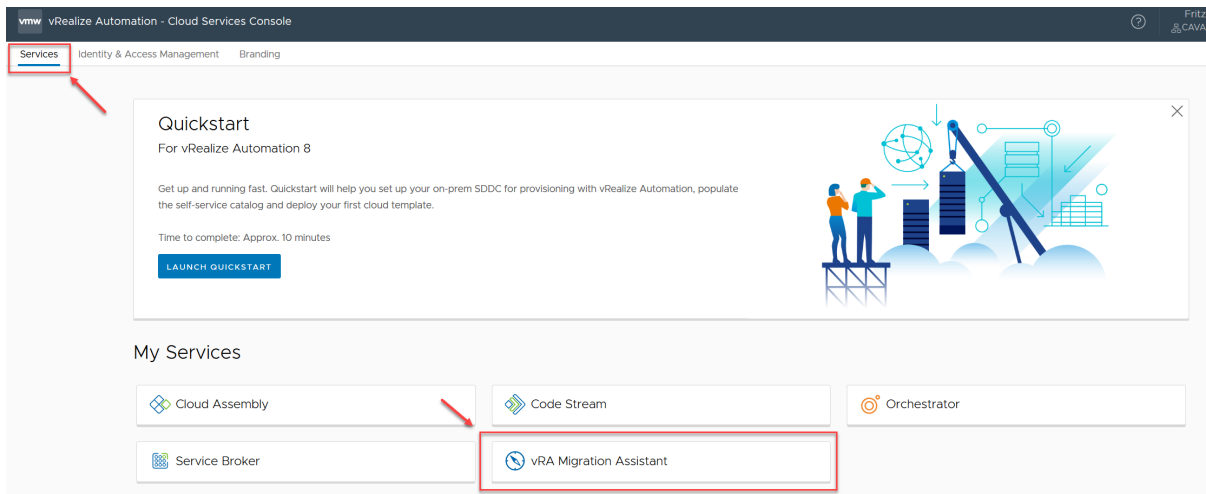 vmw vRealize Automation - Cloud Services Console
Fritz
CAVA
Services Identity & Access Management Branding
Quickstart
For vRealize Automation 8
Get up and running fast. Quickstart will help you set up your on-prem SDDC for provisioning with vRealize Automation, populate
the self-service catalog and deploy your first cloud template.
Time to complete: Approx. 10 minutes
LAUNCH QUICKSTART
My Services
Cloud Assembly
Code Stream
Orchestrator
Service Broker
vRA Migration Assistant